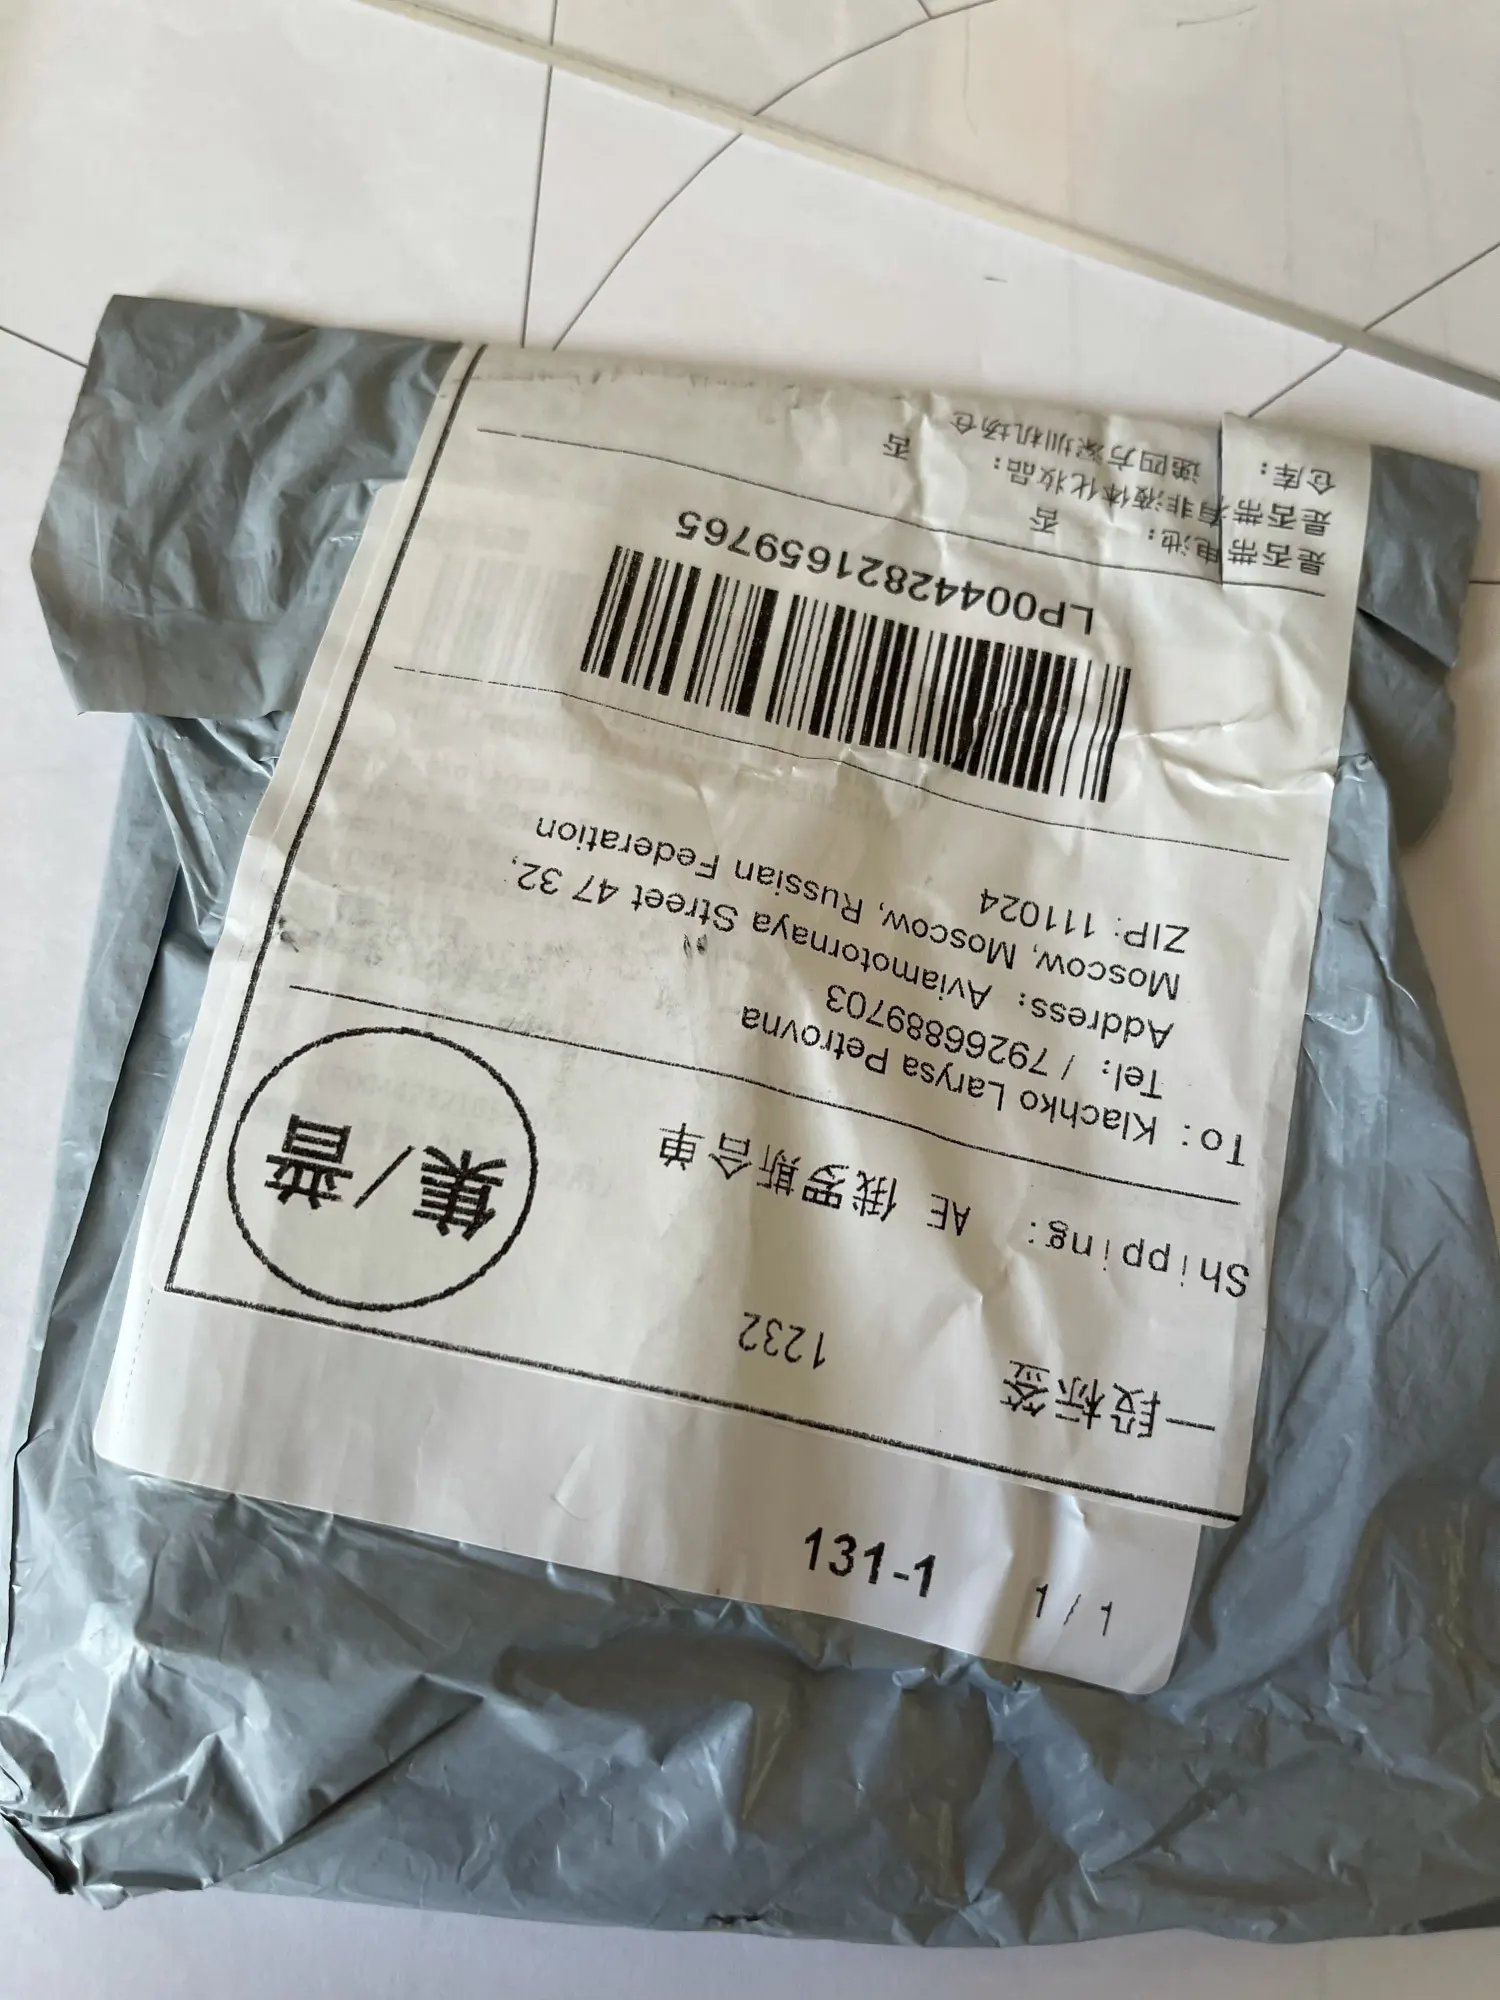 1 / 1
131-1
一段标签
1232
Shipping: AE 俄罗斯合单
集/普
To: Klachko Larysa Petrovna
Tel: / 79266889703
Address: Aviamotornaya Street 47 32,
Moscow, Moscow, Russian Federation
ZIP: 111024
LP00442821659765
是否带电池: 否
是否带有非液体化妆品: 否
仓库: 递四方深圳机场仓